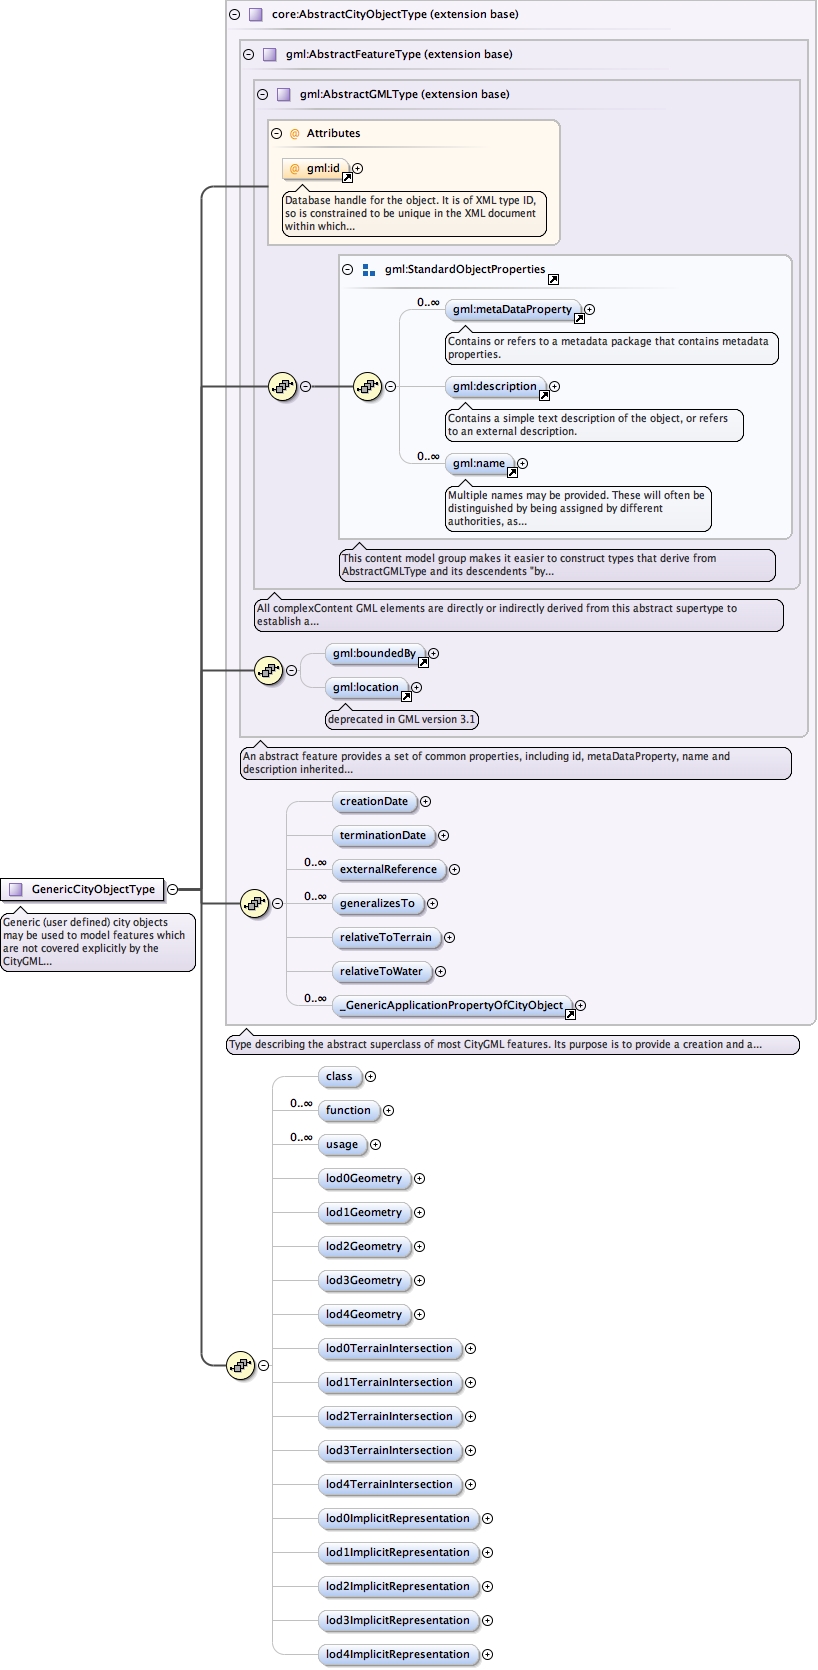 core:AbstractCityObjectType (extension base)
gml:AbstractFeatureType (extension base)
gml:AbstractGMLType (extension base)
@ Attributes
@ gml:id
Database handle for the object. It is of XML type ID,
so is constrained to be unique in the XML document
within which...
gml:StandardObjectProperties
0..∞
gml:metaDataProperty
Contains or refers to a metadata package that contains metadata
properties.
gml:description
Contains a simple text description of the object, or refers
to an external description.
0..∞
gml:name
Multiple names may be provided. These will often be
distinguished by being assigned by different
authorities, as...
This content model group makes it easier to construct types that derive from
AbstractGMLType and its descendents "by...
All complexContent GML elements are directly or indirectly derived from this abstract supertype to
establish a...
gml:boundedBy
gml:location
deprecated in GML version 3.1
An abstract feature provides a set of common properties, including id, metaDataProperty, name and
description inherited...
creationDate
terminationDate
0..∞
externalReference
0..∞
generalizesTo
relativeToTerrain
relativeToWater
0..∞
_GenericApplicationPropertyOfCityObject
GenericCityObjectType
Generic (user defined) city objects
may be used to model features which
are not covered explicitly by the
CityGML...
Type describing the abstract superclass of most CityGML features. Its purpose is to provide a creation and a...
class
0..∞
function
0..∞
usage
lod0Geometry
lod1Geometry
lod2Geometry
lod3Geometry
lod4Geometry
lod0TerrainIntersection
lod1TerrainIntersection
lod2TerrainIntersection
lod3TerrainIntersection
lod4TerrainIntersection
lod0ImplicitRepresentation
lod1ImplicitRepresentation
lod2ImplicitRepresentation
lod3ImplicitRepresentation
lod4ImplicitRepresentation